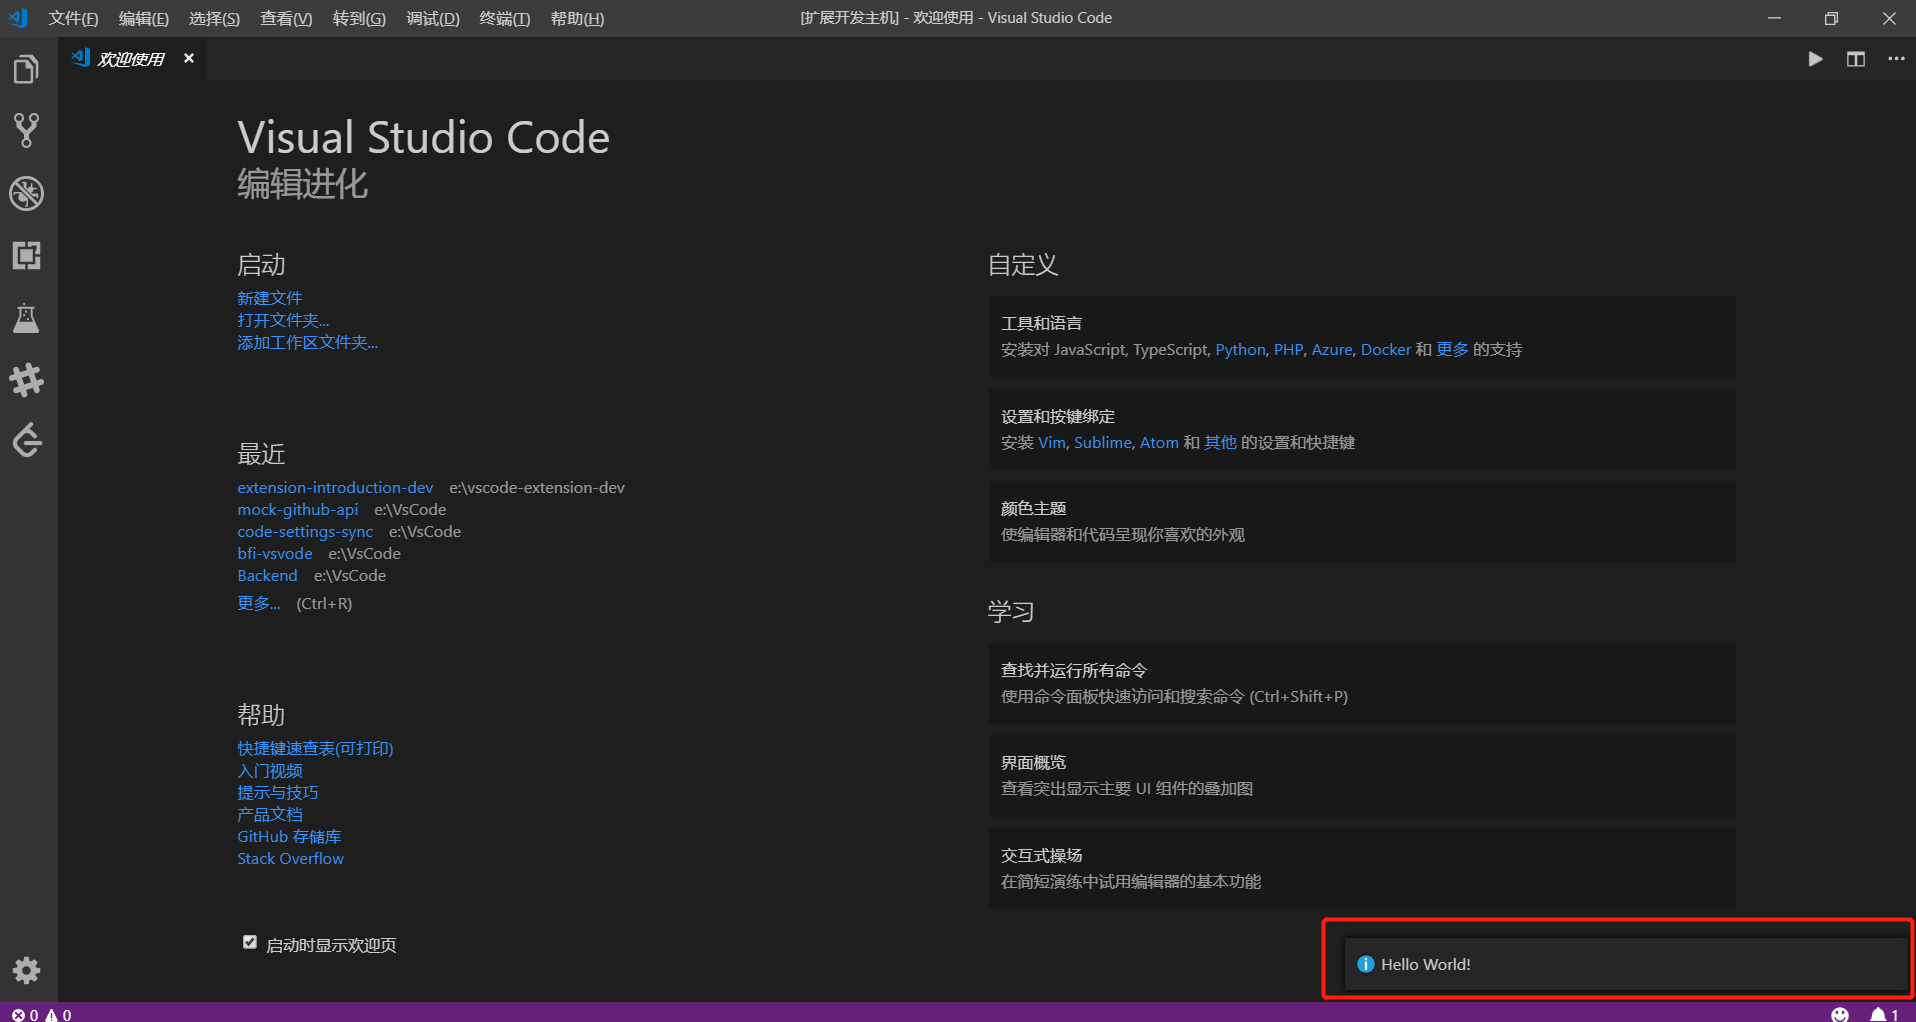 文件(F) 编辑(E) 选择(S) 查看(V) 转到(G) 调试(D) 终端(T) 帮助(H) [扩展开发主机] - 欢迎使用 - Visual Studio Code
欢迎使用
Visual Studio Code
编辑进化
启动
新建文件
打开文件夹...
添加工作区文件夹...
最近
extension-introduction-dev e:\vscode-extension-dev
mock-github-api e:\VsCode
code-settings-sync e:\VsCode
bfi-vsvode e:\VsCode
Backend e:\VsCode
更多... (Ctrl+R)
帮助
快捷键速查表(可打印)
入门视频
提示与技巧
产品文档
GitHub 存储库
Stack Overflow
启动时显示欢迎页
自定义
工具和语言
安装对 JavaScript, TypeScript, Python, PHP, Azure, Docker 和 更多 的支持
设置和按键绑定
安装 Vim, Sublime, Atom 和 其他 的设置和快捷键
颜色主题
使编辑器和代码呈现你喜欢的外观
学习
查找并运行所有命令
使用命令面板快速访问和搜索命令 (Ctrl+Shift+P)
界面概览
查看突出显示主要 UI 组件的叠加图
交互式操场
在简短演练中试用编辑器的基本功能
Hello World!
0 0 1